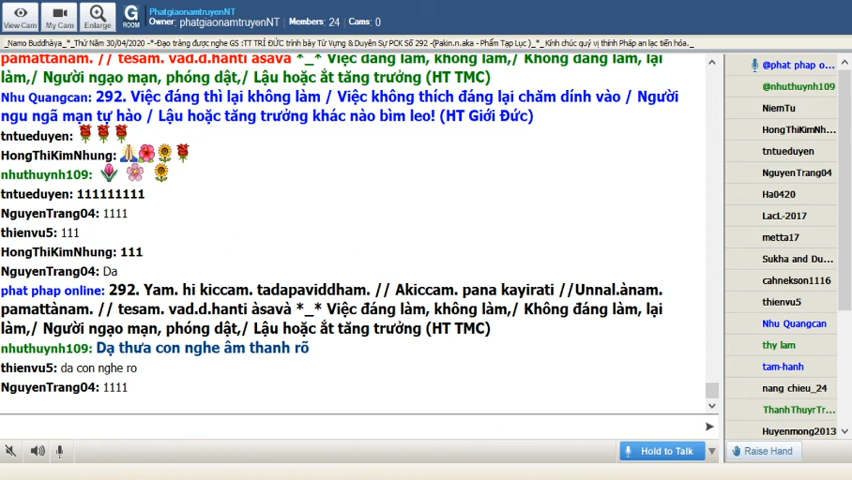 PhatgiaonamtruyenNT
Owner: phatgiaonamtruyenNT Members: 24 Cams: 0
View Cam My Cam Enlarge G ROOM
_Namo Buddhàya_*_Thứ Năm 30/04/2020 -*-Đạo tràng được nghe GS :TT TRÍ ĐỨC trình bày Từ Vựng & Duyên Sự PCK Số 292 -(Pakin.n.aka - Phẩm Tạp Lục )_*_ Kính chúc quý vị thính Pháp an lạc tiến hóa._
pamattànam. // tesam. vad.d.hanti àsavà *_* Việc đáng làm, không làm,/ Không đáng làm, lại
làm,/ Người ngạo mạn, phóng dật,/ Lậu hoặc ắt tăng trưởng (HT TMC)
Nhu Quangcan: 292. Việc đáng thì lại không làm / Việc không thích đáng lại chăm dính vào / Người
ngu ngã mạn tự hào / Lậu hoặc tăng trưởng khác nào bìm leo! (HT Giới Đức)
tntueduyen:
HongThiKimNhung:
nhuthuynh109:
tntueduyen: 111111111
NguyenTrang04: 1111
thienvu5: 111
HongThiKimNhung: 111
NguyenTrang04: Da
phat phap online: 292. Yam. hi kiccam. tadapaviddham. // Akiccam. pana kayirati //Unnal.ànam.
pamattànam. // tesam. vad.d.hanti àsavà *_* Việc đáng làm, không làm,/ Không đáng làm, lại
làm,/ Người ngạo mạn, phóng dật,/ Lậu hoặc ắt tăng trưởng (HT TMC)
nhuthuynh109: Dạ thưa con nghe âm thanh rõ
thienvu5: da con nghe ro
NguyenTrang04: 1111
@phat phap o...
@nhuthuynh109
NiemTu
HongThiKimNh...
tntueduyen
NguyenTrang04
Ha0420
LacL-2017
metta17
Sukha and Du...
cahnekson1116
thienvu5
Nhu Quangcan
thy lam
tam-hanh
nang chieu_24
ThanhThuyrTr...
Huyenmong2013
Hold to Talk
Raise Hand